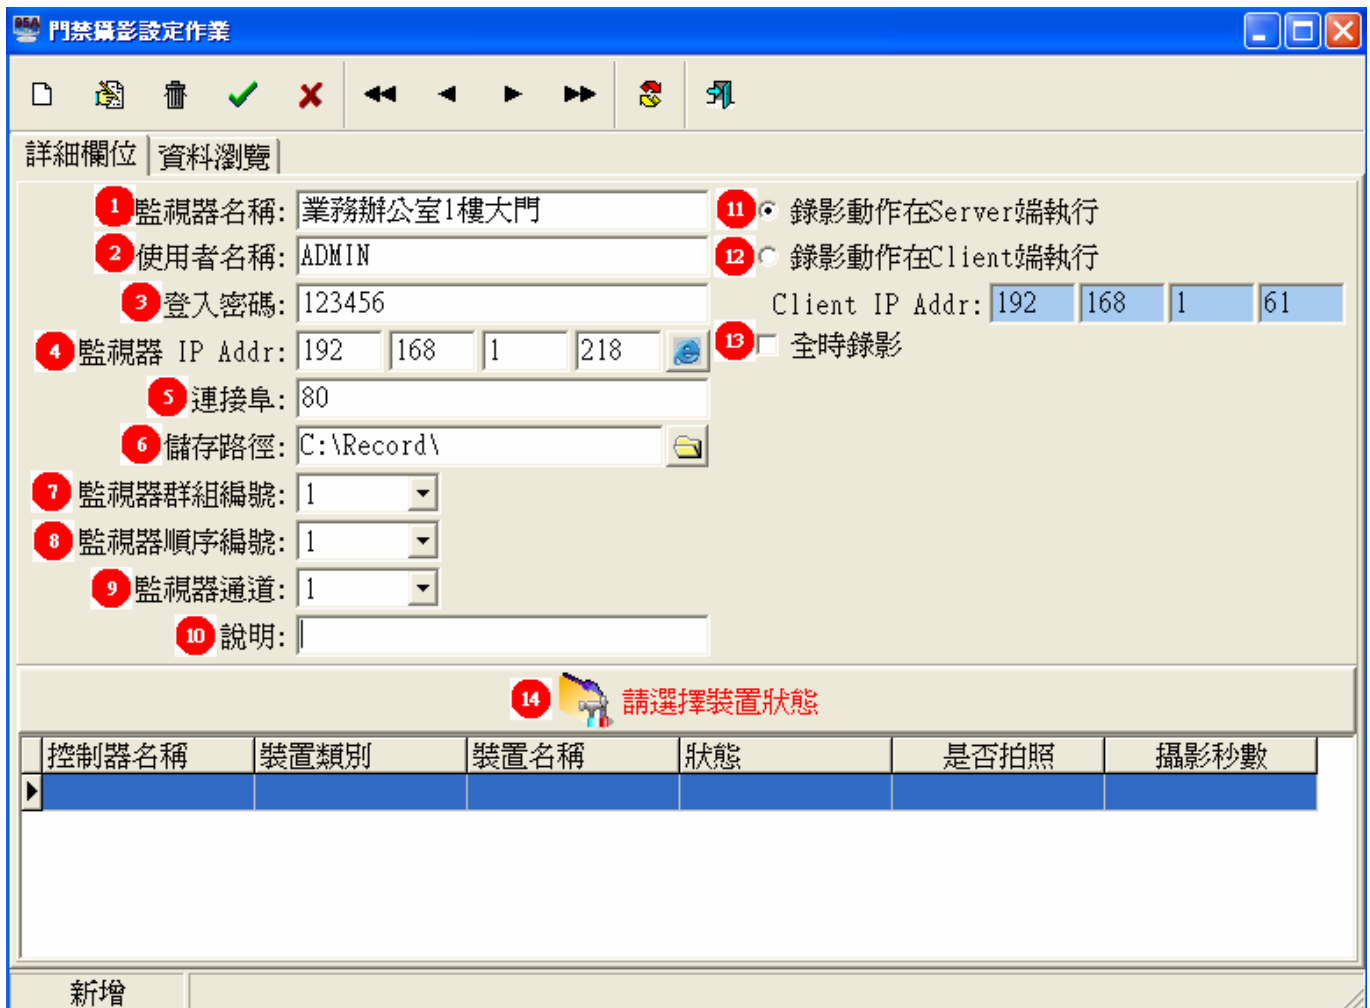 門禁攝影設定作業
詳細欄位 資料瀏覽
1 監視器名稱: 業務辦公室1樓大門 11 錄影動作在Server端執行
2 使用者名稱: ADMIN 12 錄影動作在Client端執行
3 登入密碼: 123456 Client IP Addr: 192 168 1 61
4 監視器 IP Addr: 192 168 1 218 13 全時錄影
5 連接阜: 80
6 儲存路徑: C:\Record\
7 監視器群組編號: 1
8 監視器順序編號: 1
9 監視器通道: 1
10 說明:
14 請選擇裝置狀態
控制器名稱 裝置類別 裝置名稱 狀態 是否拍照 攝影秒數
新增